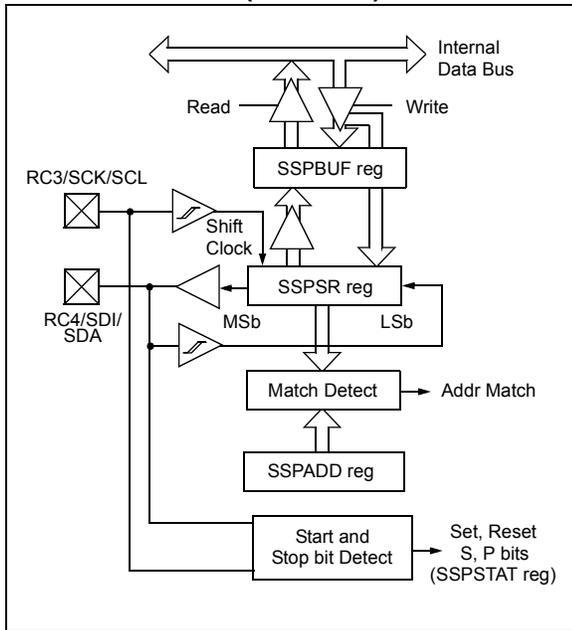 Internal
Data Bus
Read
Write
SSPBUF reg
RC3/SCK/SCL
Shift
Clock
SSPSR reg
RC4/SDI/
SDA
MSb
LSb
Match Detect
Addr Match
SSPADD reg
Start and
Stop bit Detect
Set, Reset
S, P bits
(SSPSTAT reg)